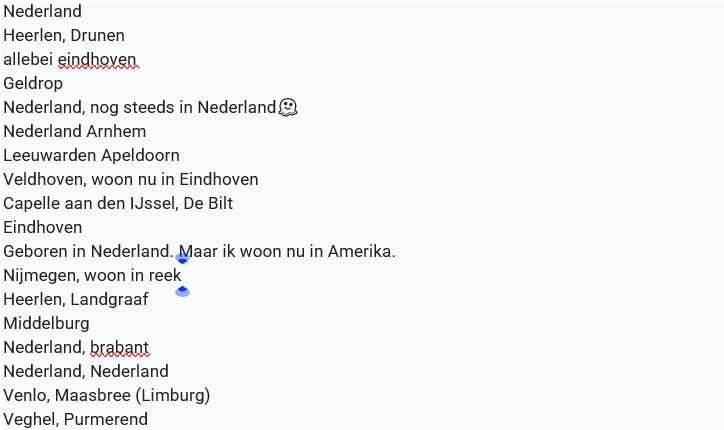 Nederland
Heerlen, Drunen
allebei eindhoven
Geldrop
Nederland, nog steeds in Nederland🫠
Nederland Arnhem
Leeuwarden Apeldoorn
Veldhoven, woon nu in Eindhoven
Capelle aan den IJssel, De Bilt
Eindhoven
Geboren in Nederland. Maar ik woon nu in Amerika.
Nijmegen, woon in reek
Heerlen, Landgraaf
Middelburg
Nederland, brabant
Nederland, Nederland
Venlo, Maasbree (Limburg)
Veghel, Purmerend